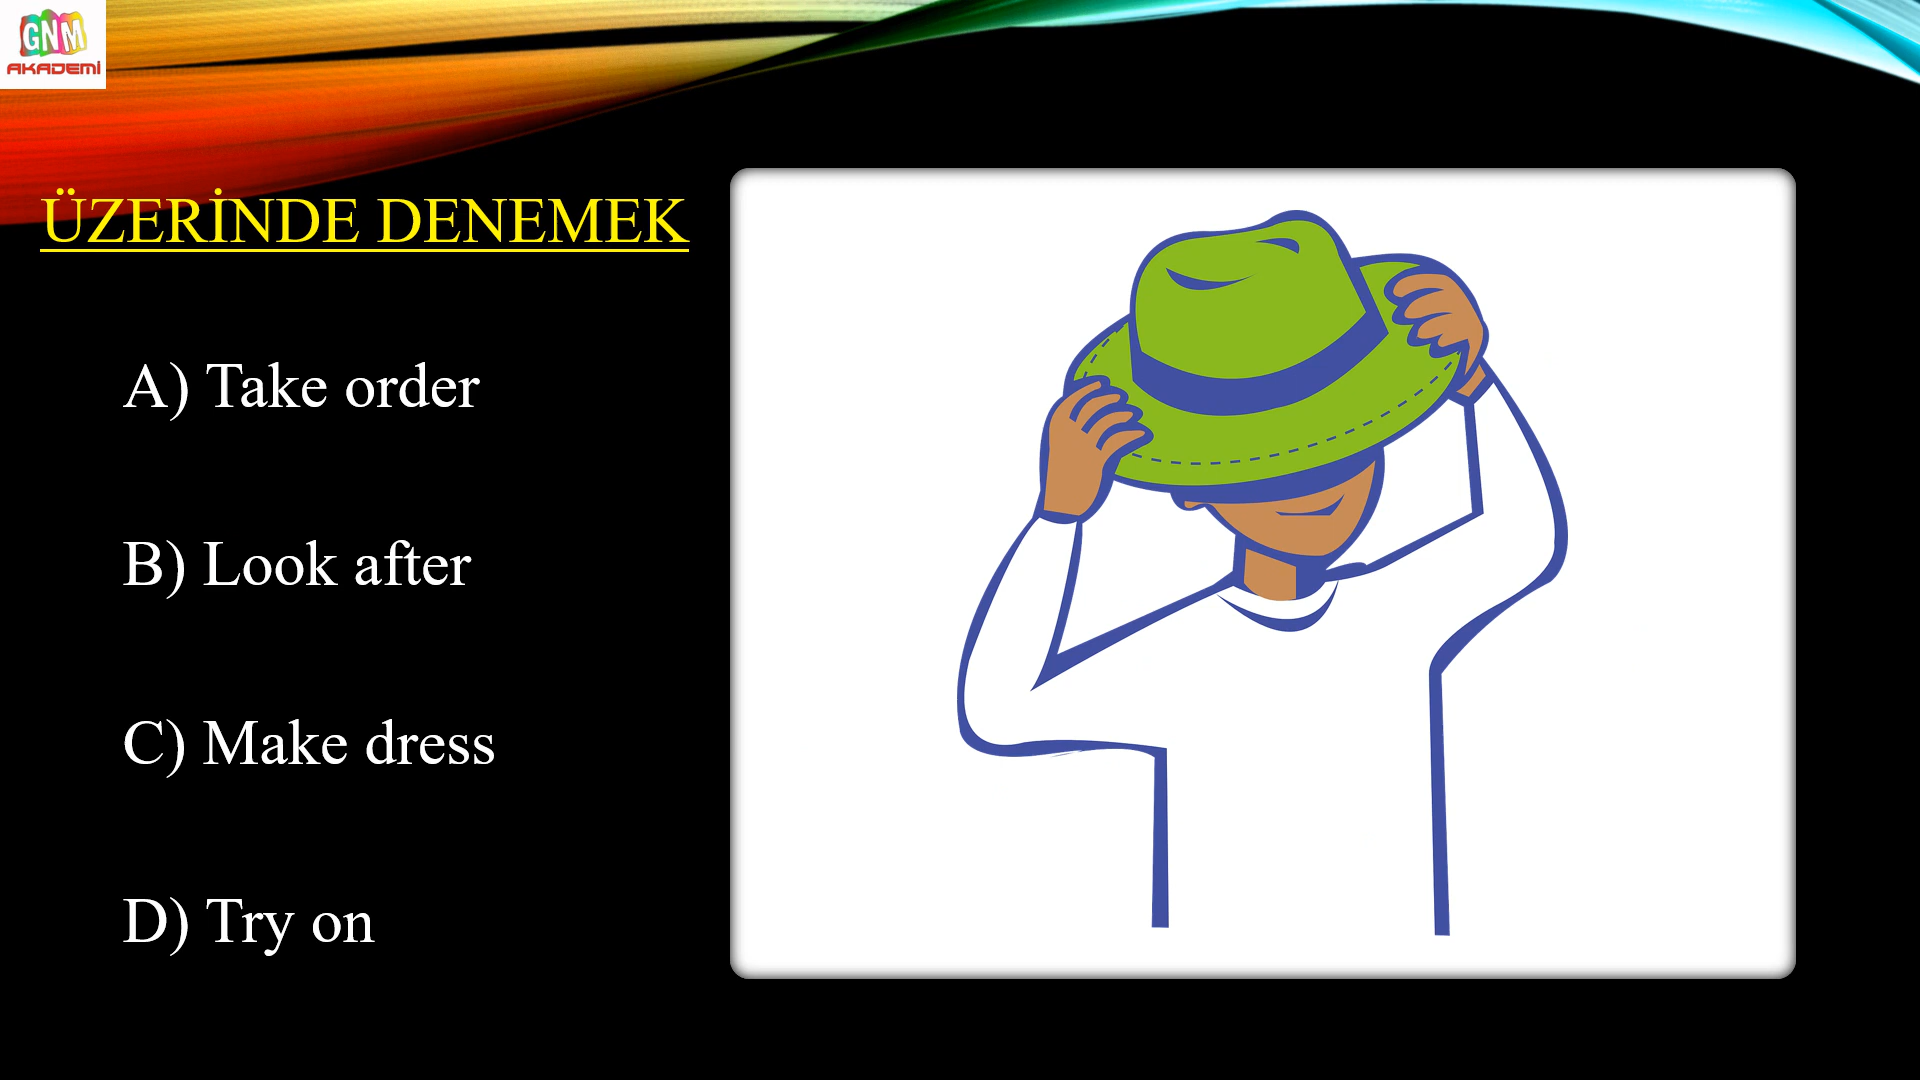 GNM
AKADEMİ
ÜZERİNDE DENEMEK
A) Take order
B) Look after
C) Make dress
D) Try on